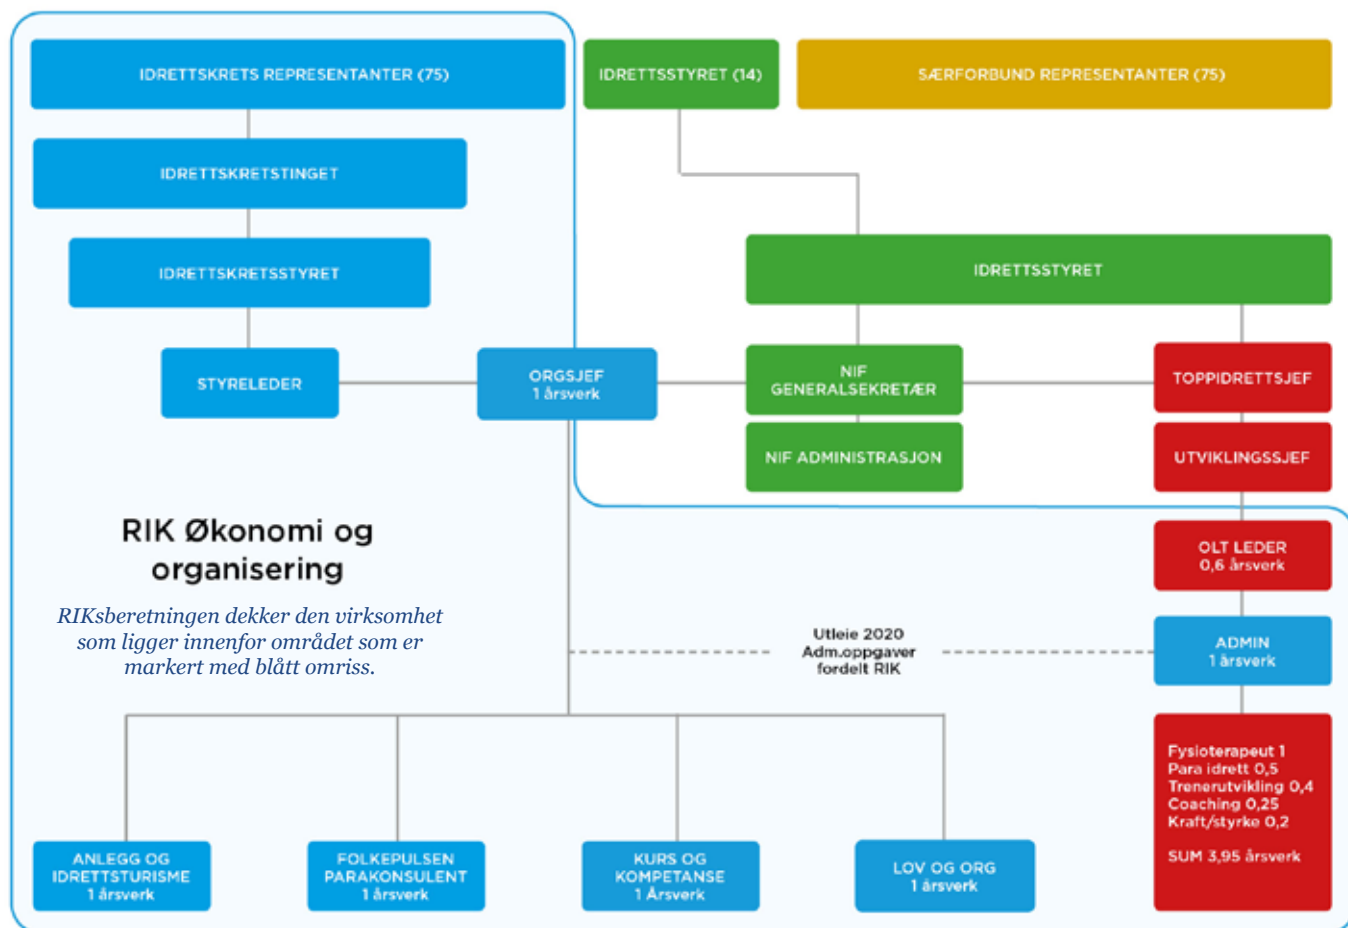 IDRETTSKRETS REPRESENTANTER (75)
IDRETTSSTYRET (14)
SÆRFORBUND REPRESENTANTER (75)
IDRETTSKRETSTINGET
IDRETTSKRETSSTYRET
IDRETTSSTYRET
STYRELEDER
ORGSJEF
1 årsverk
NIF
GENERALSEKRETÆR
TOPPIDRETTSJEF
NIF ADMINISTRASJON
UTVIKLINGSSJEF
RIK Økonomi og
organisering
RIKsberetningen dekker den virksomhet
som ligger innenfor området som er
markert med blått omriss.
OLT LEDER
0,6 årsverk
Utleie 2020
Adm.oppgaver
fordelt RIK
ADMIN
1 årsverk
Fysloterapeut 1
Para idrett 0,5
Trenerutvikling 0,4
Coaching 0,25
Kraft/styrke 0,2
SUM 3,95 årsverk
ANLEGG OG
IDRETTSTURISME
1 årsverk
FOLKEPULSEN
PARAKONSULENT
1 årsverk
KURS OG
KOMPETANSE
1 Årsverk
LOV OG ORG
1 årsverk